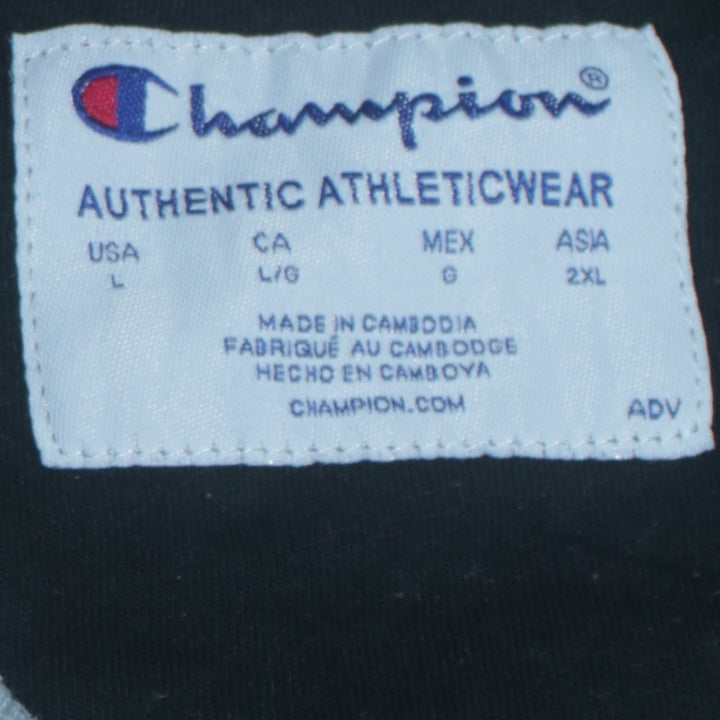 Champion®
AUTHENTIC ATHLETICWEAR
USA CA MEX ASIA
L L/G G 2XL
MADE IN CAMBODIA
FABRIQUÉ AU CAMBODGE
HECHO EN CAMBOYA
CHAMPION.COM ADV